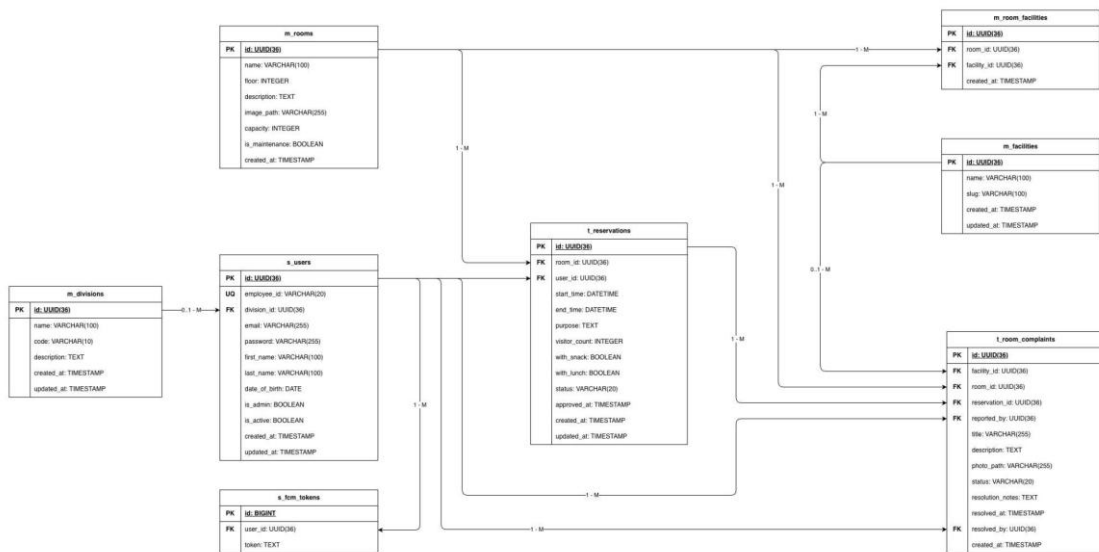 m_rooms
PK id: UUID(36)
name: VARCHAR(100)
floor: INTEGER
description: TEXT
image_path: VARCHAR(255)
capacity: INTEGER
is_maintenance: BOOLEAN
created_at: TIMESTAMP
m_room_facilities
PK id: UUID(36)
FK room_id: UUID(36)
FK facility_id: UUID(36)
created_at: TIMESTAMP
1 - M
1 - M
1 - M
1 - M
m_facilities
PK id: UUID(36)
name: VARCHAR(100)
slug: VARCHAR(100)
created_at: TIMESTAMP
updated_at: TIMESTAMP
0..1 - M
m_divisions
PK id: UUID(36)
name: VARCHAR(100)
code: VARCHAR(10)
description: TEXT
created_at: TIMESTAMP
updated_at: TIMESTAMP
0..1 - M
s_users
PK id: UUID(36)
UQ employee_id: VARCHAR(20)
FK division_id: UUID(36)
email: VARCHAR(255)
password: VARCHAR(255)
first_name: VARCHAR(100)
last_name: VARCHAR(100)
date_of_birth: DATE
is_admin: BOOLEAN
is_active: BOOLEAN
created_at: TIMESTAMP
updated_at: TIMESTAMP
t_reservations
PK id: UUID(36)
FK room_id: UUID(36)
FK user_id: UUID(36)
start_time: DATETIME
end_time: DATETIME
purpose: TEXT
visitor_count: INTEGER
with_snack: BOOLEAN
with_lunch: BOOLEAN
status: VARCHAR(20)
approved_at: TIMESTAMP
created_at: TIMESTAMP
updated_at: TIMESTAMP
1 - M
1 - M
1 - M
1 - M
t_room_complaints
PK id: UUID(36)
FK facility_id: UUID(36)
FK room_id: UUID(36)
FK reservation_id: UUID(36)
FK reported_by: UUID(36)
title: VARCHAR(255)
description: TEXT
photo_path: VARCHAR(255)
status: VARCHAR(20)
resolution_notes: TEXT
resolved_at: TIMESTAMP
FK resolved_by: UUID(36)
created_at: TIMESTAMP
s_fcm_tokens
PK id: BIGINT
FK user_id: UUID(36)
token: TEXT